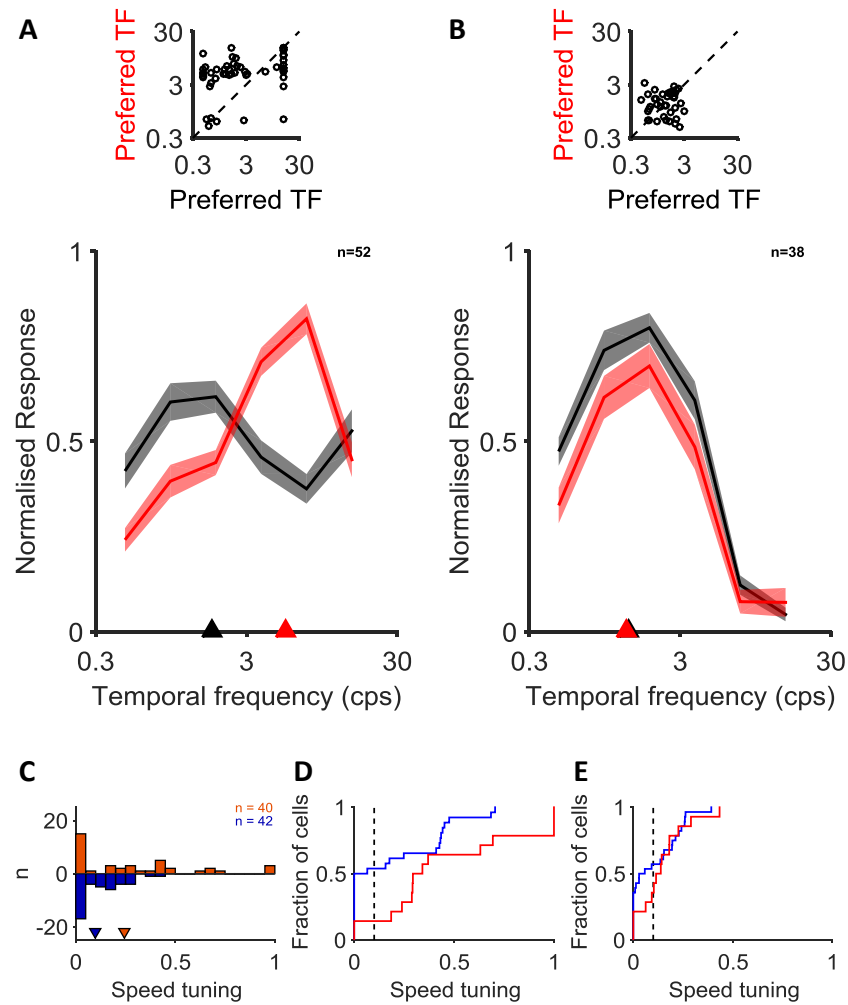 A
B
30
3
0.3
0.3
3
30
Preferred TF
Preferred TF
30
3
0.3
0.3
3
30
Preferred TF
Preferred TF
n=52
1
0.5
0
0.3
3
30
Normalised Response
Temporal frequency (cps)
n=38
1
0.5
0
0.3
3
30
Normalised Response
Temporal frequency (cps)
C
D
E
n = 40
n = 42
20
0
-20
n
0
0.5
1
Speed tuning
1
0.5
0
Fraction of cells
0
0.5
1
Speed tuning
1
0.5
0
Fraction of cells
0
0.5
1
Speed tuning